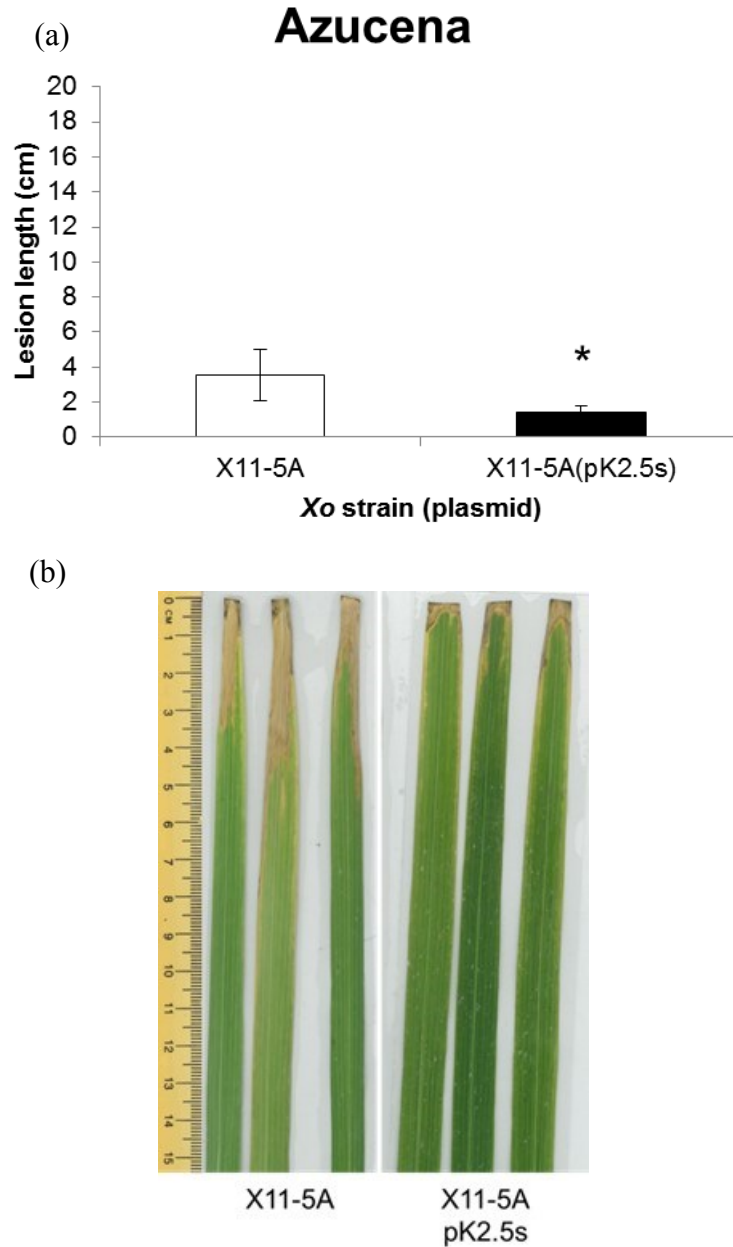 (a)
Azucena
Lesion length (cm)
20
18
16
14
12
10
8
6
4
2
0
*
X11-5A
X11-5A(pK2.5s)
Xo strain (plasmid)
(b)
0
CM
1
2
3
4
5
6
7
8
9
10
11
12
13
14
15
X11-5A
X11-5A
pK2.5s